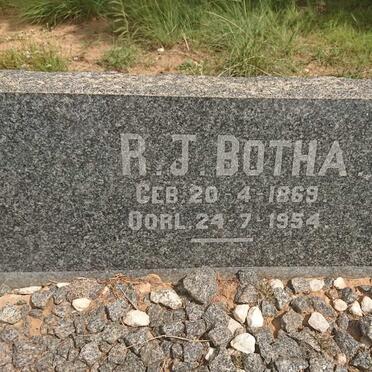 R. J. BOTHA.
GEB. 20-4-1869.
OORL. 24-7-1954.